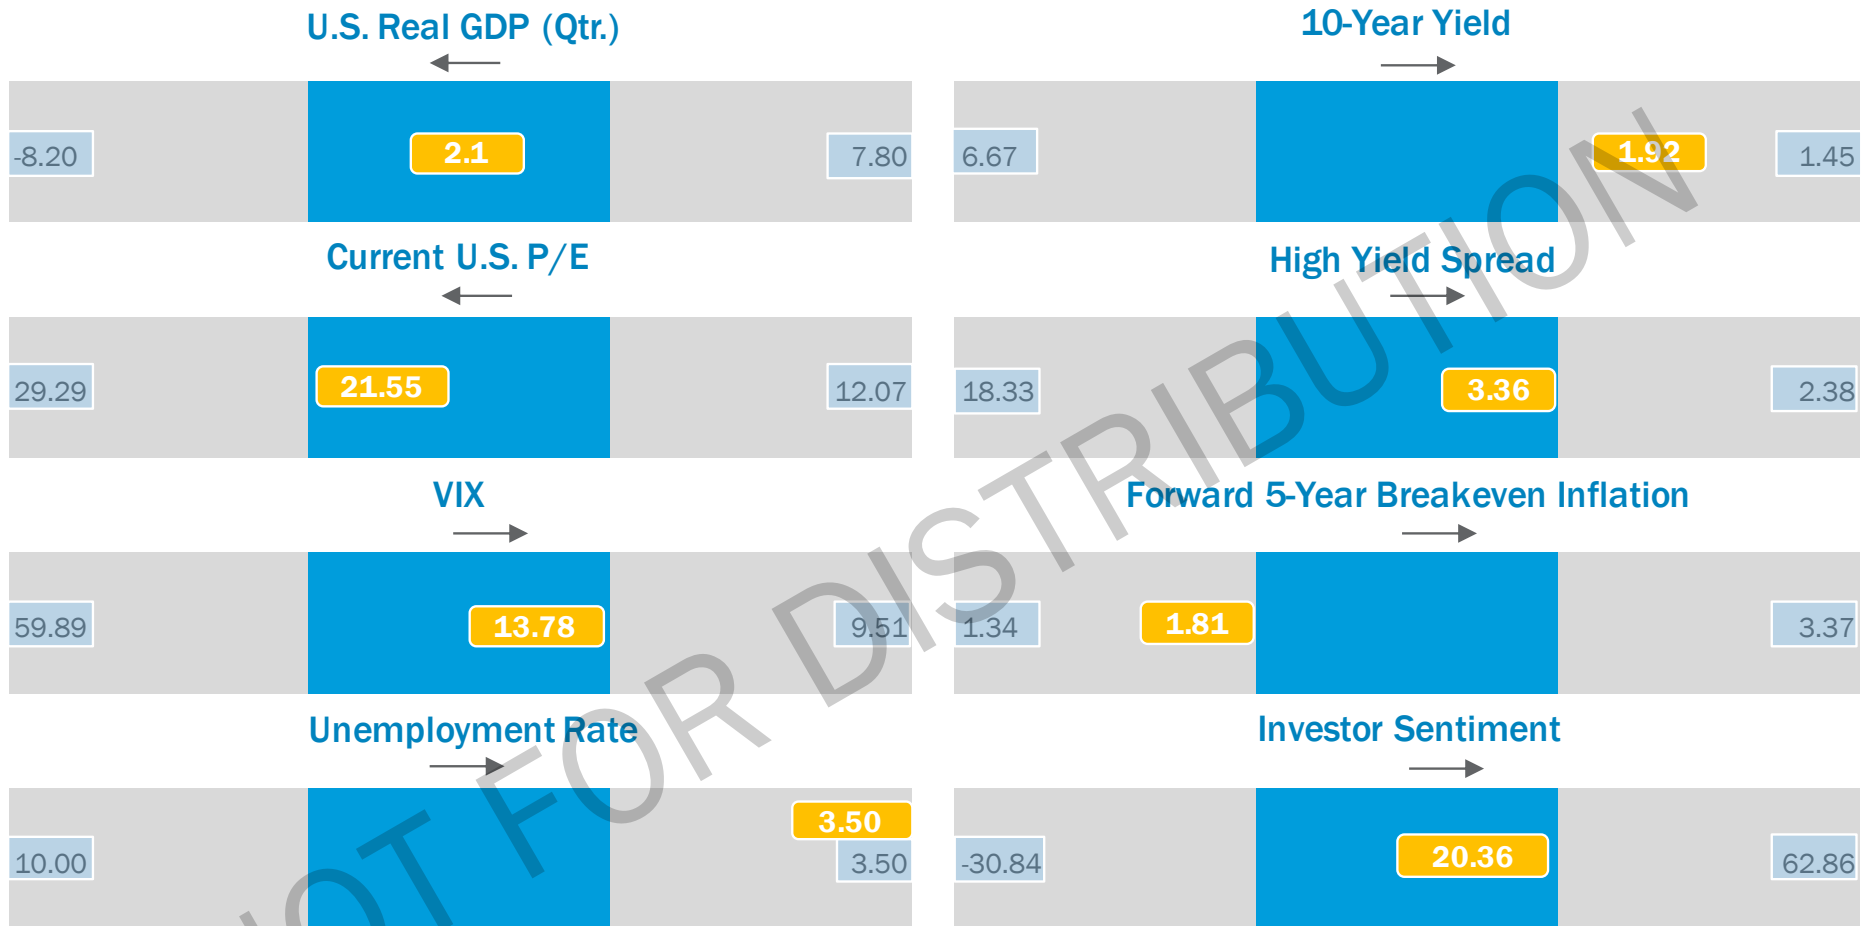 U.S. Real GDP (Qtr.)
-8.20
2.1
7.80
10-Year Yield
6.67
1.92
1.45
Current U.S. P/E
29.29
21.55
12.07
High Yield Spread
18.33
3.36
2.38
VIX
59.89
13.78
9.51
Forward 5-Year Breakeven Inflation
1.34
1.81
3.37
Unemployment Rate
10.00
3.50
3.50
Investor Sentiment
-30.84
20.36
62.86
NOT FOR DISTRIBUTION